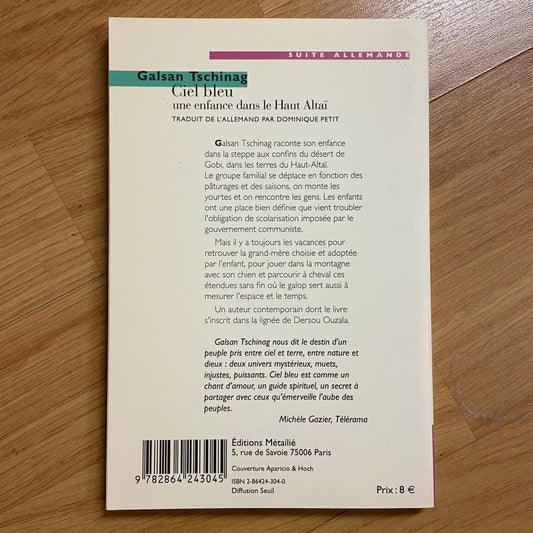 SUITE ALLEMANDE
Galsan Tschinag
Ciel bleu
une enfance dans le Haut Altaï
TRADUIT DE L'ALLEMAND PAR DOMINIQUE PETIT
Galsan Tschinag raconte son enfance
dans la steppe aux confins du désert de
Gobi, dans les terres du Haut-Altaï.
Le groupe familial se déplace en fonction des
pâturages et des saisons, on monte les
yourtes et on rencontre les gens. Les enfants
ont une place bien définie que vient troubler
l'obligation de scolarisation imposée par le
gouvernement communiste.
Mais il y a toujours les vacances pour
retrouver la grand-mère choisie et adoptée
par l'enfant, pour jouer dans la montagne
avec son chien et parcourir à cheval ces
étendues sans fin où le galop sert aussi à
mesurer l'espace et le temps.
Un auteur contemporain dont le livre
s'inscrit dans la lignée de Dersou Ouzala.
Galsan Tschinag nous dit le destin d'un
peuple pris entre ciel et terre, entre nature et
dieux : deux univers mystérieux, muets,
injustes, puissants. Ciel bleu est comme un
chant d'amour, un guide spirituel, un secret à
partager avec ceux qu'émerveille l'aube des
peuples.
Michèle Gazier, Télérama
Éditions Métailié
5, rue de Savoie 75006 Paris
Couverture Aparicio & Hoch
ISBN 2-86424-304-0
Diffusion Seuil
9 782864 243045
Prix : 8 €